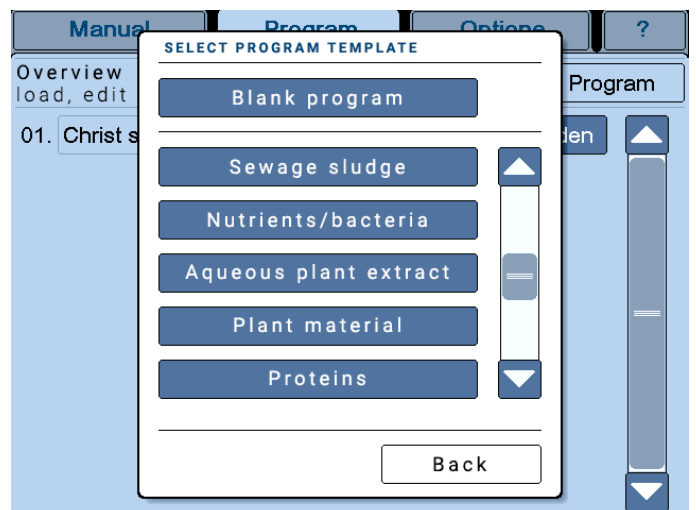 Manual Program Options ?
SELECT PROGRAM TEMPLATE
Overview
load, edit
Program
Blank program
01. Christ
Sewage sludge
Nutrients/bacteria
Aqueous plant extract
Plant material
Proteins
Back